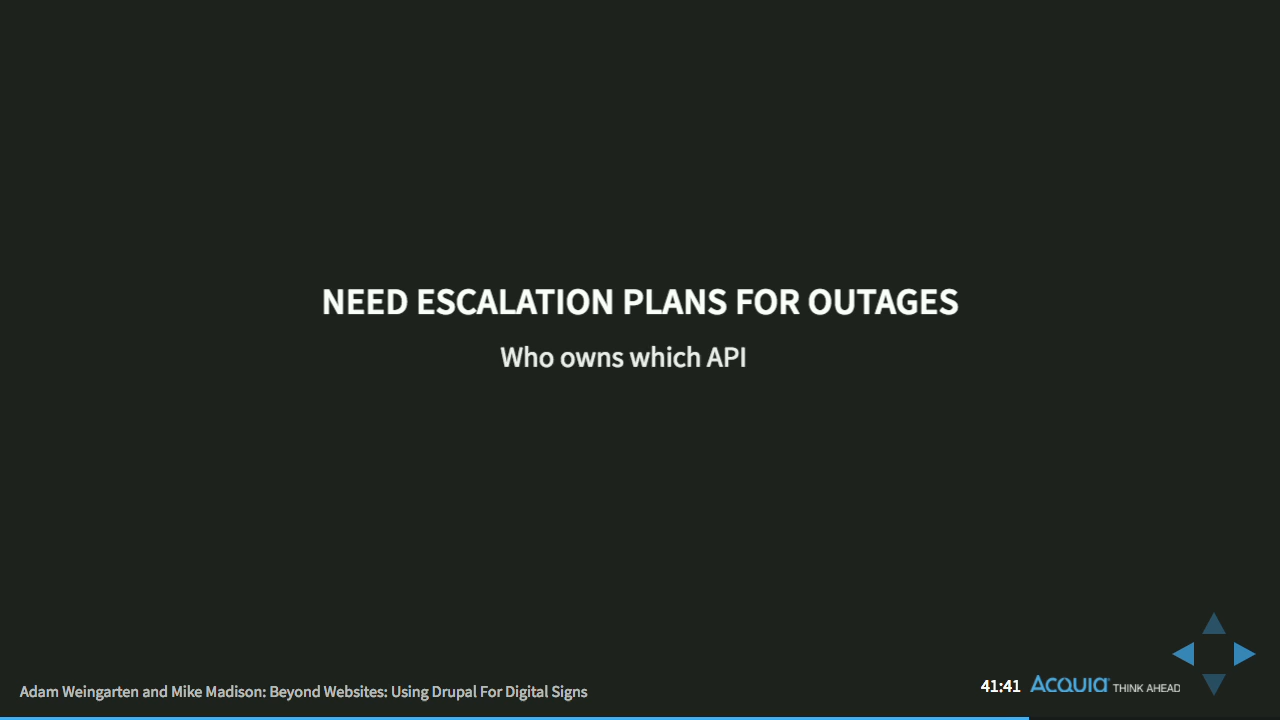 NEED ESCALATION PLANS FOR OUTAGES
Who owns which API
Adam Weingarten and Mike Madison: Beyond Websites: Using Drupal For Digital Signs
41:41 Acquia THINK AHEAD